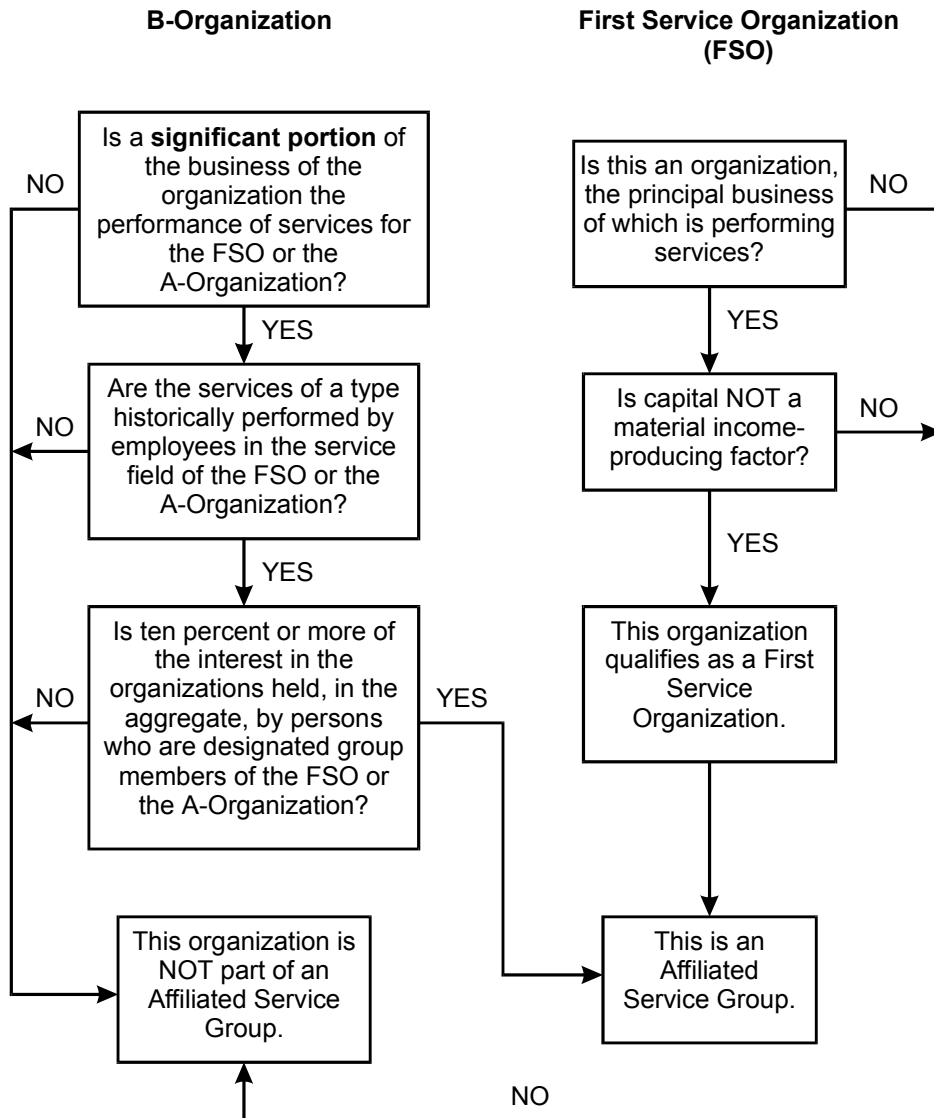 B-Organization
Is a significant portion of
the business of the
organization the
performance of services for
the FSO or the
A-Organization?
NO
YES
Are the services of a type
historically performed by
employees in the service
field of the FSO or the
A-Organization?
NO
YES
Is ten percent or more of
the interest in the
organizations held, in the
aggregate, by persons
who are designated group
members of the FSO or
the A-Organization?
NO
YES
This organization is
NOT part of an
Affiliated Service
Group.
First Service Organization
(FSO)
Is this an organization,
the principal business
of which is performing
services?
NO
YES
Is capital NOT a
material income-
producing factor?
NO
YES
This organization
qualifies as a First
Service
Organization.
This is an
Affiliated
Service Group.
NO